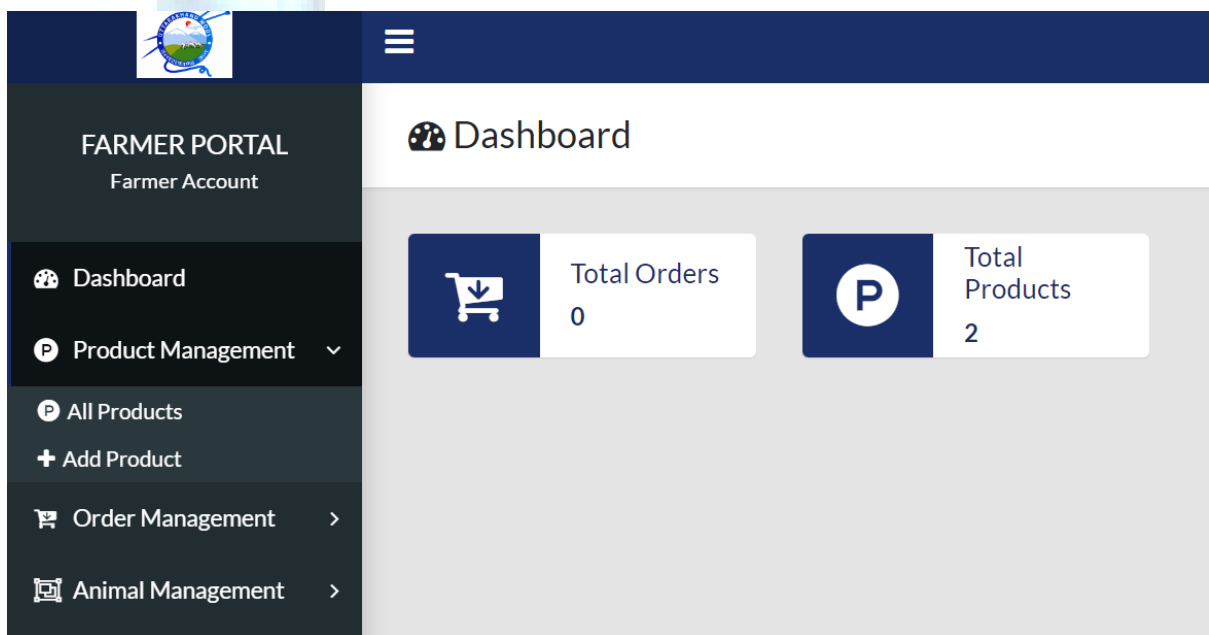 FARMER PORTAL
Farmer Account
Dashboard
Product Management
All Products
Add Product
Order Management
Animal Management
Dashboard
Total Orders
0
Total
Products
2